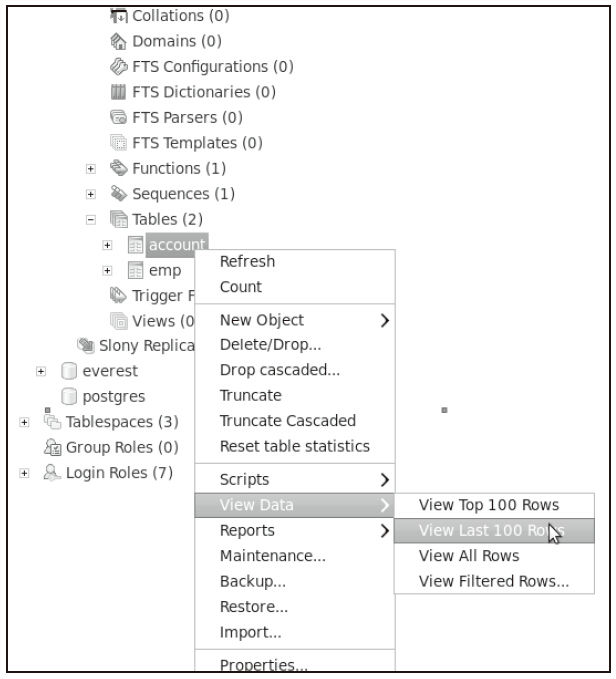 Collations (0)
Domains (0)
FTS Configurations (0)
FTS Dictionaries (0)
FTS Parsers (0)
FTS Templates (0)
Functions (1)
Sequences (1)
Tables (2)
account
emp
Trigger F
Views (0
Slony Replica
everest
postgres
Tablespaces (3)
Group Roles (0)
Login Roles (7)
Refresh
Count
New Object
Delete/Drop...
Drop cascaded...
Truncate
Truncate Cascaded
Reset table statistics
Scripts
View Data
Reports
Maintenance...
Backup...
Restore...
Import...
Properties...
View Top 100 Rows
View Last 100 Rows
View All Rows
View Filtered Rows...